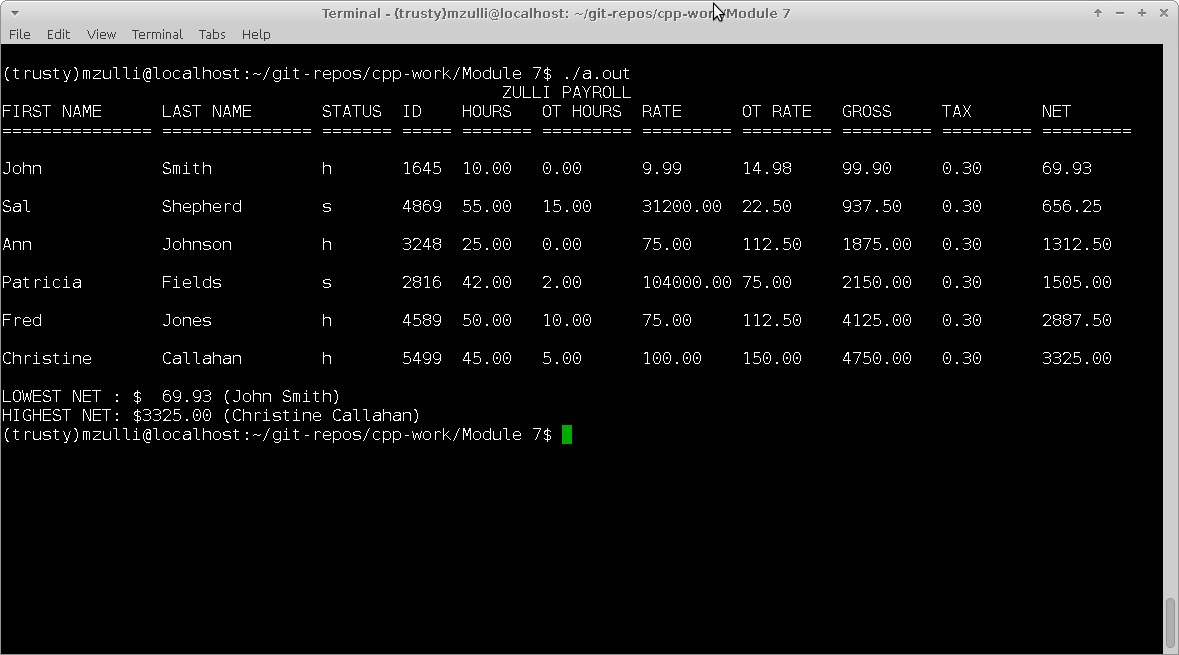 Terminal - {trusty}mzulli@localhost: ~/git-repos/cpp-work/Module 7
File Edit View Terminal Tabs Help
(trusty)mzulli@localhost:~/git-repos/cpp-work/Module 7$ ./a.out
ZULLI PAYROLL
FIRST NAME LAST NAME STATUS ID HOURS OT HOURS RATE OT RATE GROSS TAX NET
=============== =============== ======= ===== ======= ========= ========= ========= ========= ========= =========
John Smith h 1645 10.00 0.00 9.99 14.98 99.90 0.30 69.93
Sal Shepherd s 4869 55.00 15.00 31200.00 22.50 937.50 0.30 656.25
Ann Johnson h 3248 25.00 0.00 75.00 112.50 1875.00 0.30 1312.50
Patricia Fields s 2816 42.00 2.00 104000.00 75.00 2150.00 0.30 1505.00
Fred Jones h 4589 50.00 10.00 75.00 112.50 4125.00 0.30 2887.50
Christine Callahan h 5499 45.00 5.00 100.00 150.00 4750.00 0.30 3325.00
LOWEST NET : $  69.93 (John Smith)
HIGHEST NET: $3325.00 (Christine Callahan)
(trusty)mzulli@localhost:~/git-repos/cpp-work/Module 7$